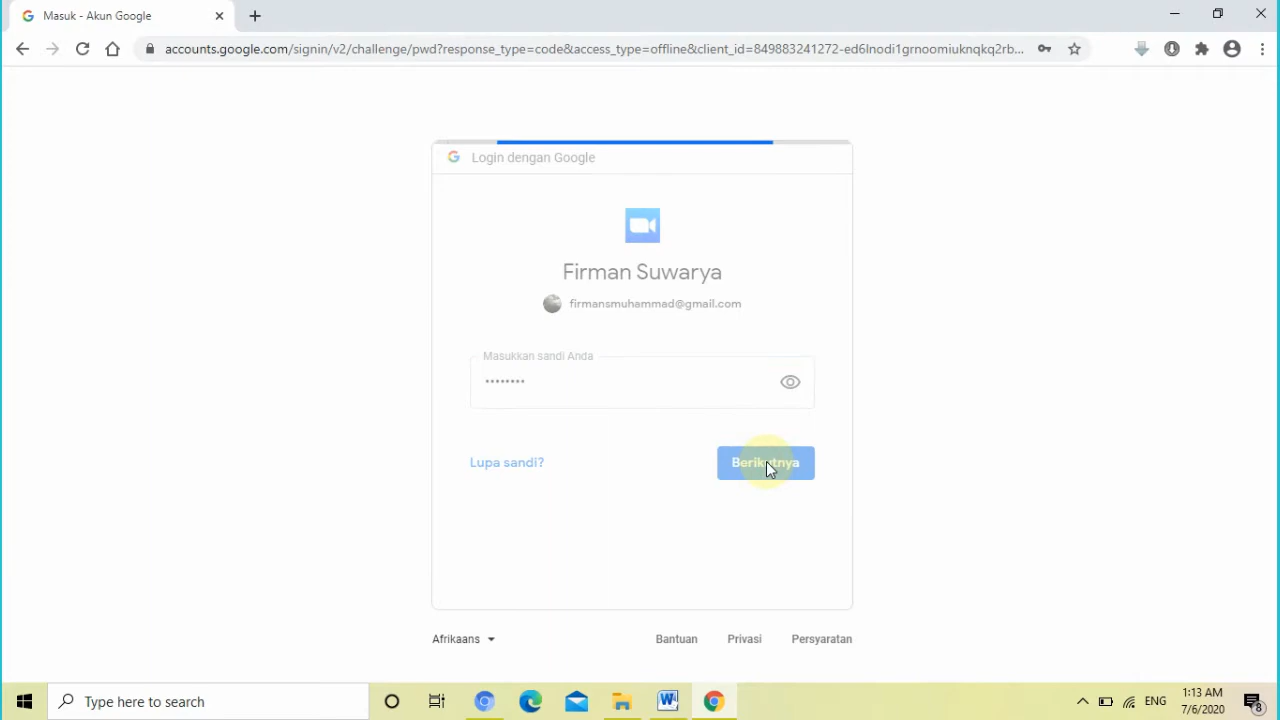 Masuk - Akun Google
accounts.google.com/signin/v2/challenge/pwd?response_type=code&access_type=offline&client_id=849883241272-ed6lnodi1grnoomiuknqkq2rb...
Login dengan Google
Firman Suwarya
firmansmuhammad@gmail.com
Masukkan sandi Anda
••••••••
Lupa sandi?
Berikutnya
Afrikaans
Bantuan
Privasi
Persyaratan
Type here to search
ENG
1:13 AM
7/6/2020
8